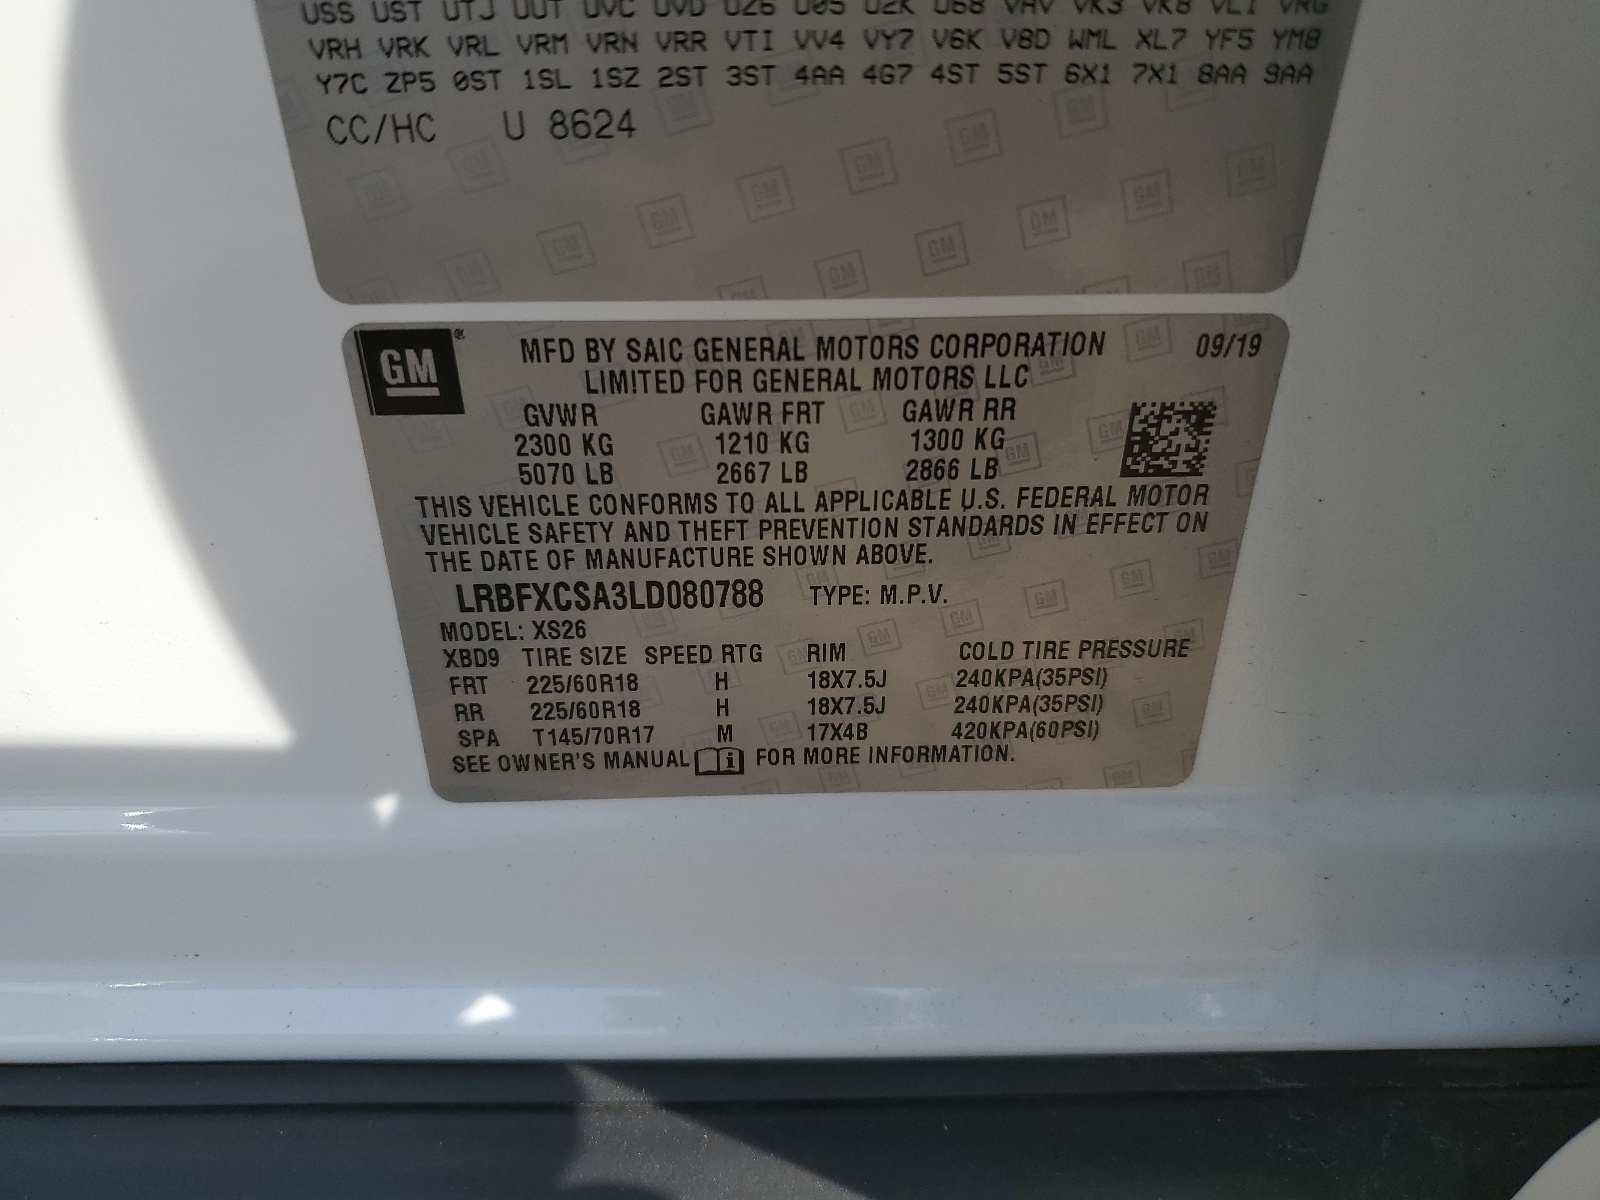 USS UST UTJ UUT UVC UVD U26 U05 U2K U68 VAV VK3 VK8 VLI VRG
VRH VRK VRL VRM VRN VRR VTI VV4 VY7 V6K V8D WML XL7 YF5 YM8
Y7C ZP5 0ST 1SL 1SZ 2ST 3ST 4AA 4G7 4ST 5ST 6X1 7X1 8AA 9AA
CC/HC U 8624
GM ®
MFD BY SAIC GENERAL MOTORS CORPORATION 09/19
LIMITED FOR GENERAL MOTORS LLC
GVWR GAWR FRT GAWR RR
2300 KG 1210 KG 1300 KG
5070 LB 2667 LB 2866 LB
THIS VEHICLE CONFORMS TO ALL APPLICABLE U.S. FEDERAL MOTOR
VEHICLE SAFETY AND THEFT PREVENTION STANDARDS IN EFFECT ON
THE DATE OF MANUFACTURE SHOWN ABOVE.
LRBFXCSA3LD080788 TYPE: M.P.V.
MODEL: XS26
XBD9 TIRE SIZE SPEED RTG RIM COLD TIRE PRESSURE
FRT 225/60R18 H 18X7.5J 240KPA(35PSI)
RR 225/60R18 H 18X7.5J 240KPA(35PSI)
SPA T145/70R17 M 17X4B 420KPA(60PSI)
SEE OWNER'S MANUAL FOR MORE INFORMATION.